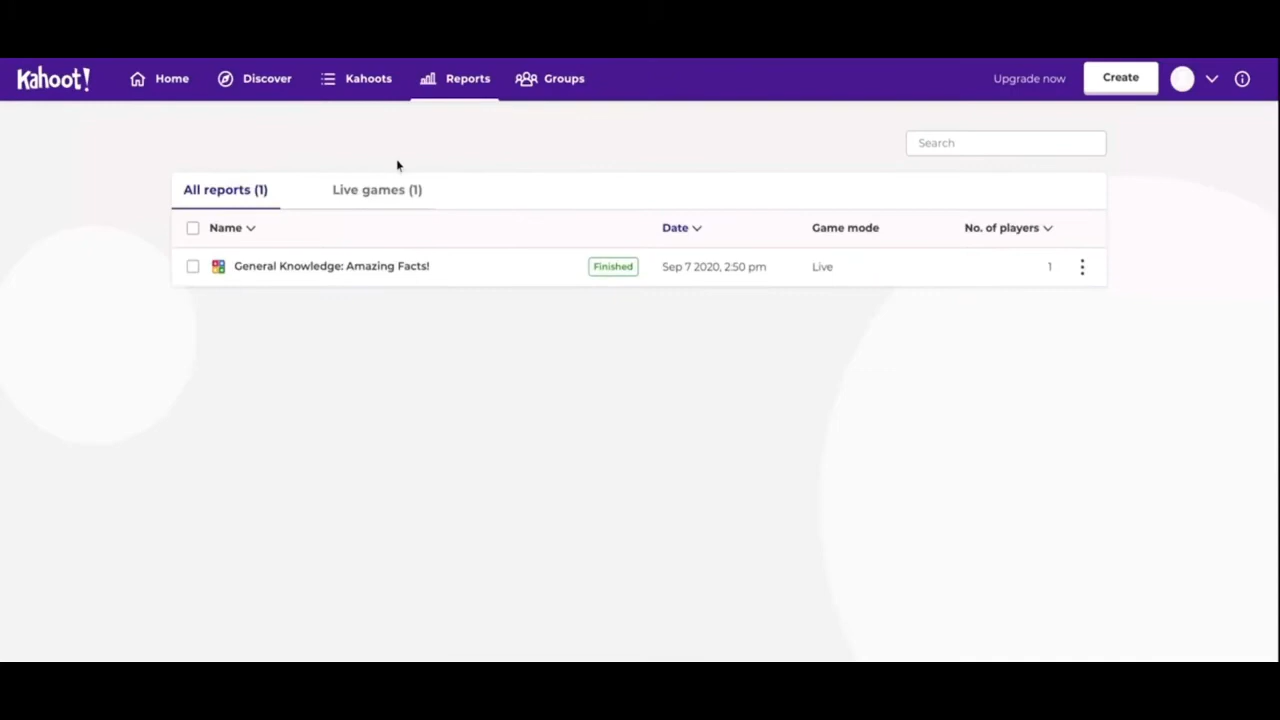 Kahoot! Home Discover Kahoots Reports Groups Upgrade now Create
Search
All reports (1) Live games (1)
Name Date Game mode No. of players
General Knowledge: Amazing Facts! Finished Sep 7 2020, 2:50 pm Live 1